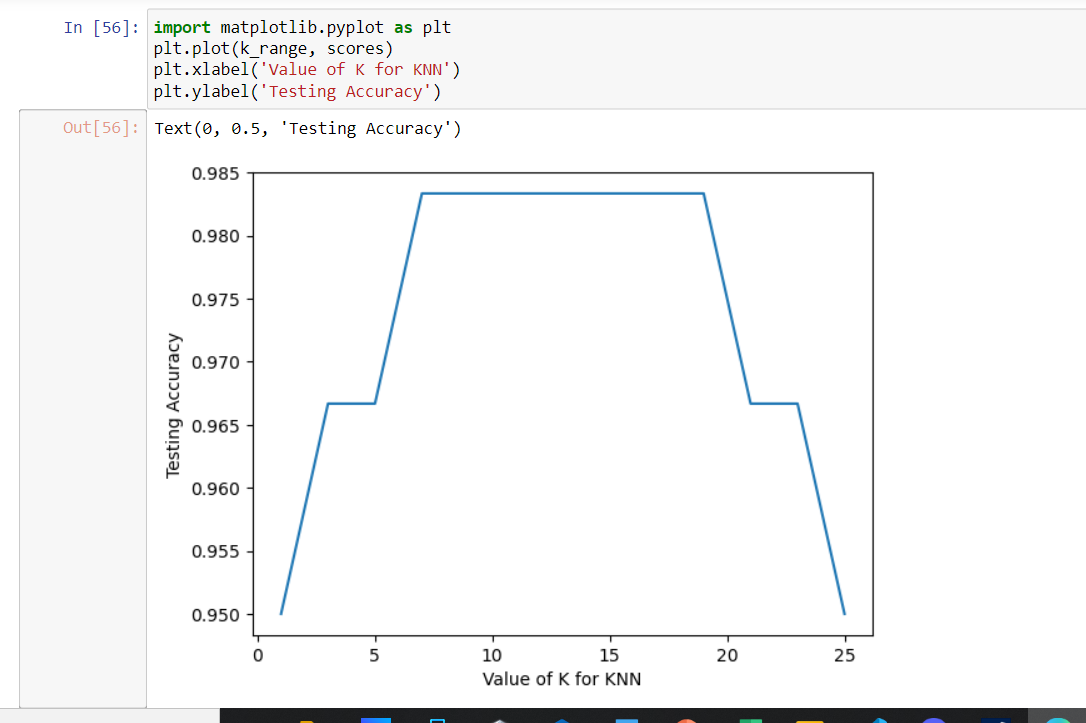 In [56]: import matplotlib.pyplot as plt
plt.plot(k_range, scores)
plt.xlabel('Value of K for KNN')
plt.ylabel('Testing Accuracy')
Out[56]: Text(0, 0.5, 'Testing Accuracy')
0.985
0.980
0.975
0.970
0.965
0.960
0.955
0.950
Testing Accuracy
0 5 10 15 20 25
Value of K for KNN